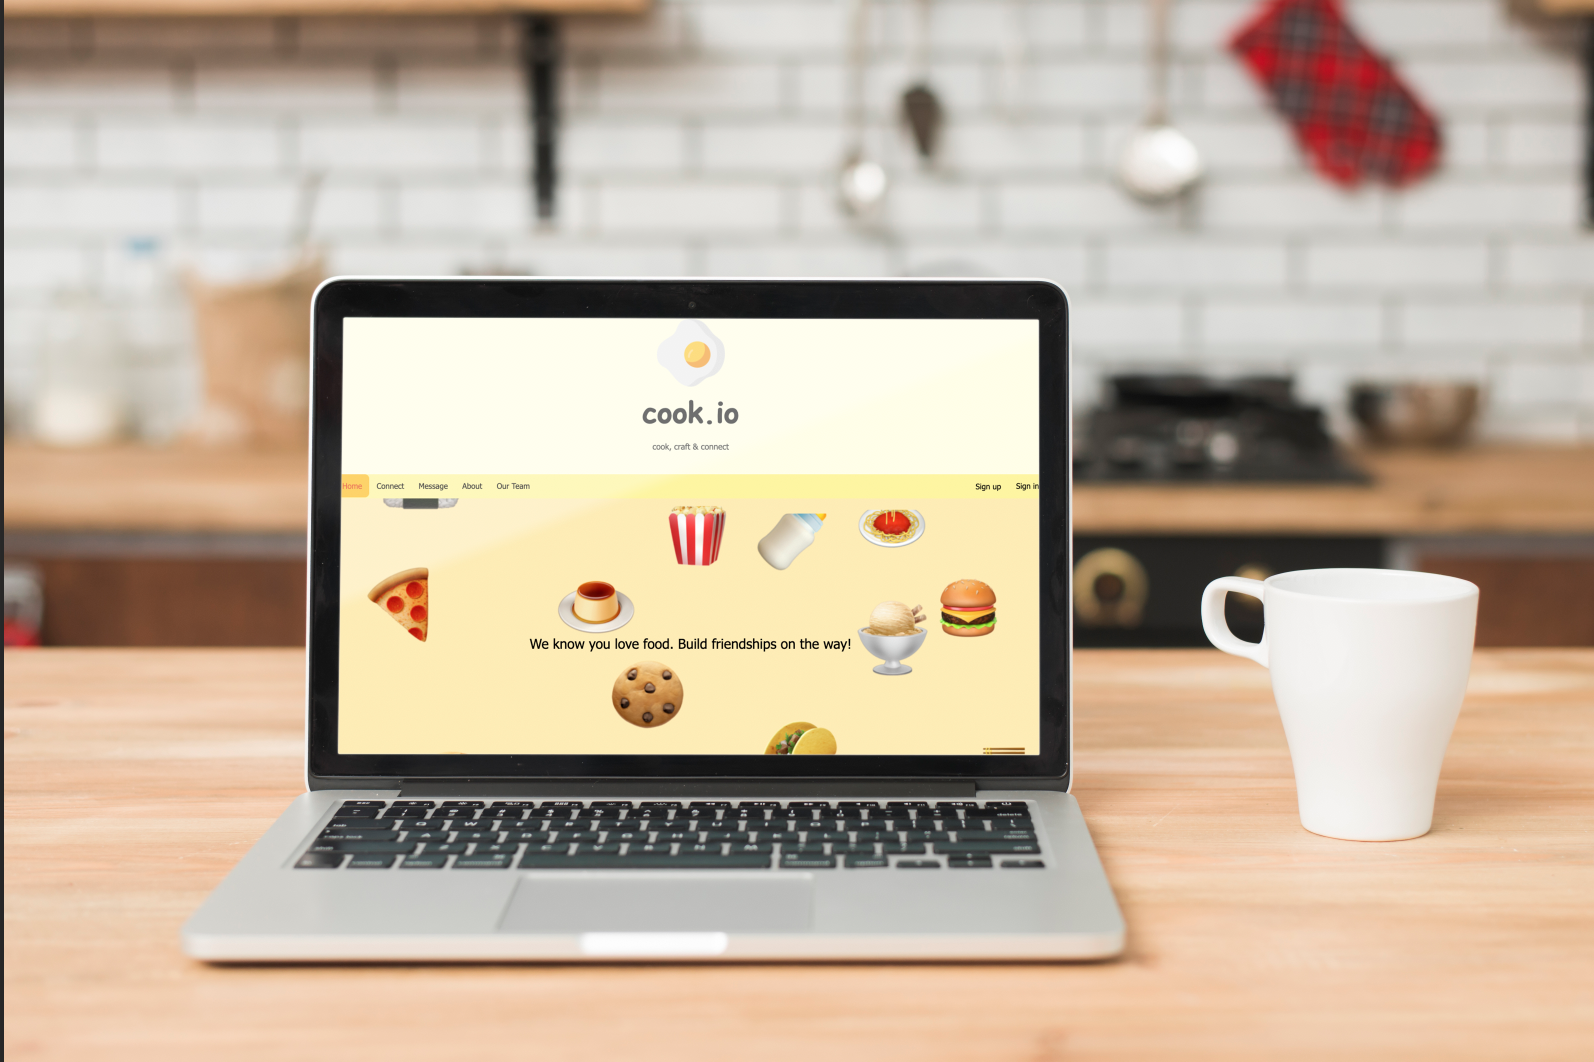 cook.io
cook, craft & connect
Home Connect Message About Our Team Sign up Sign in
We know you love food. Build friendships on the way!
delete